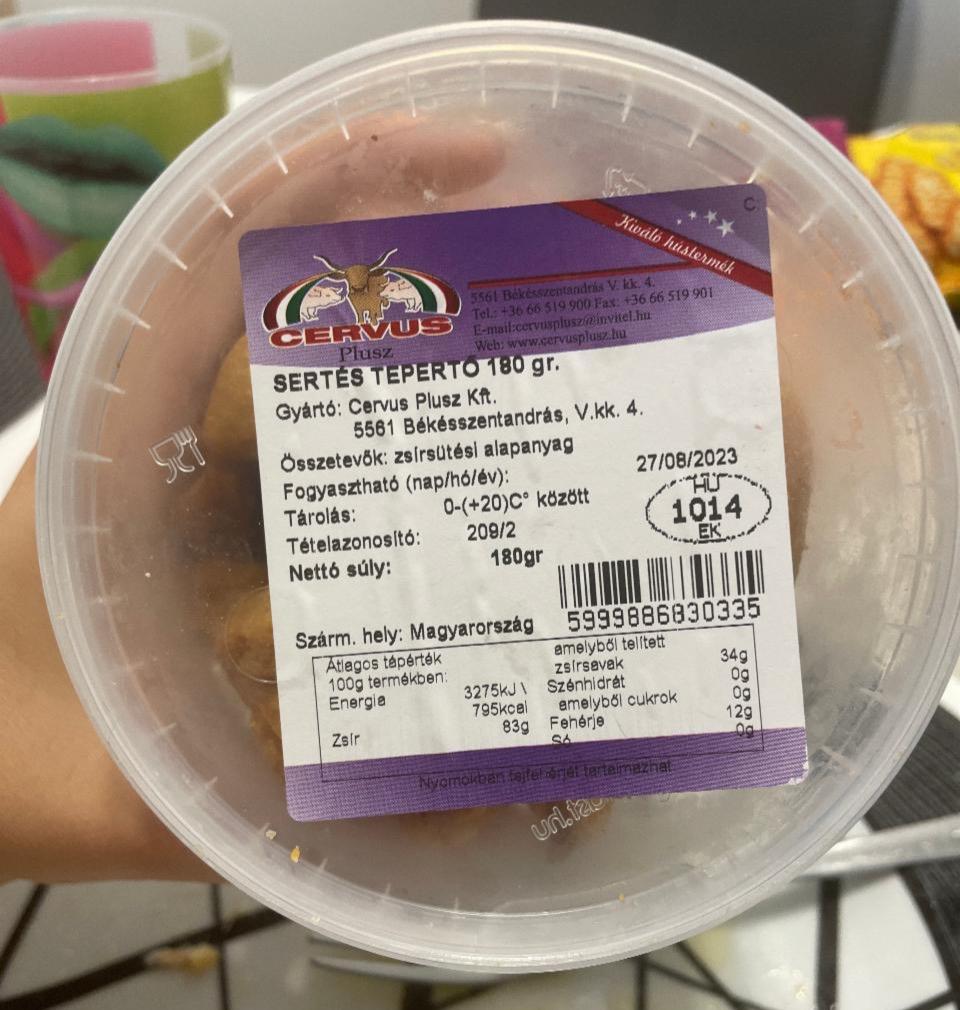 C
Kiváló hústermék
5561 Békésszentandrás V. kk. 4.
Tel.: +36 66 519 900 Fax: +36 66 519 901
E-mail:cervusplusz@invitel.hu
Web: www.cervusplusz.hu
CERVUS
Plusz
SERTÉS TEPERTŐ 180 gr.
Gyártó: Cervus Plusz Kft.
5561 Békésszentandrás, V.kk. 4.
Összetevők: zsírsütési alapanyag
Fogyasztható (nap/hó/év): 27/08/2023
Tárolás: 0-(+20)C° között
Tételazonosító: 209/2
Nettó súly: 180gr
HU
1014
EK
5999886830335
Szárm. hely: Magyarország
Átlagos tápérték
100g termékben:
Energia 3275kJ \
795kcal
Zsír 83g
amelyből telített
zsírsavak 34g
Szénhidrát 0g
amelyből cukrok 0g
Fehérje 12g
Só 0g
Nyomokban tejfehérjét tartalmazhat